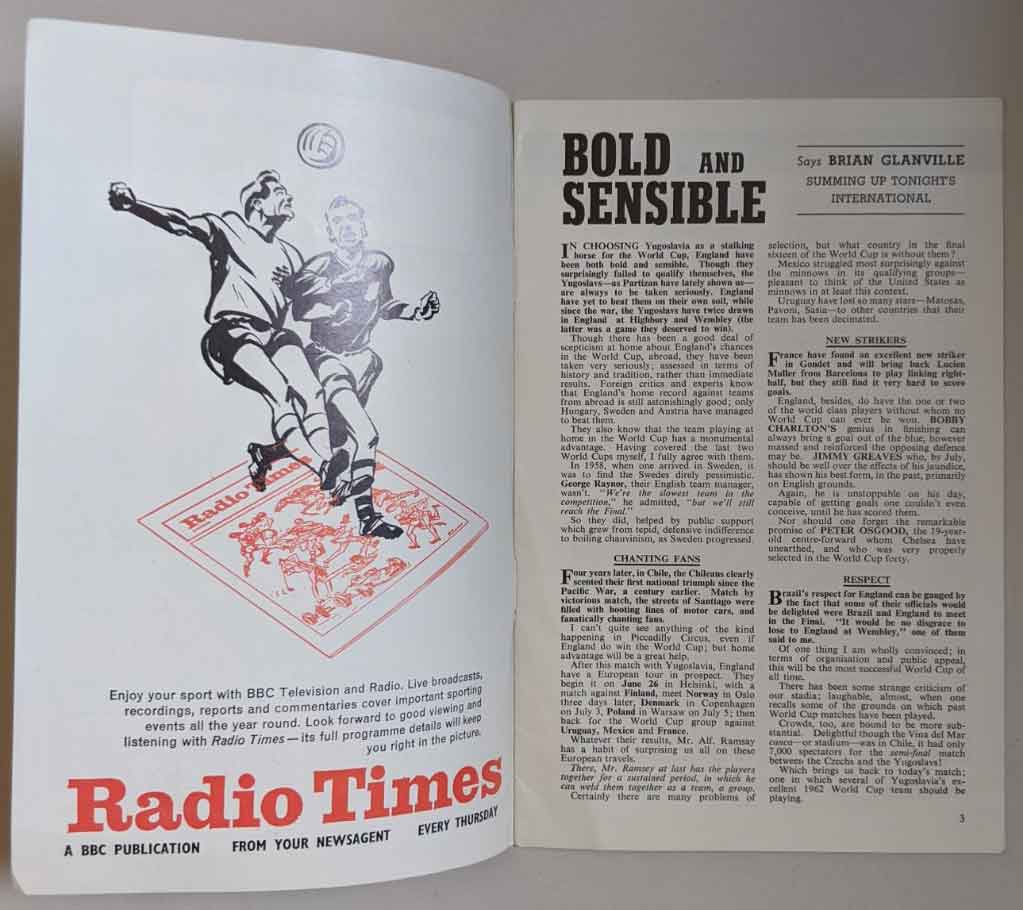 Radio Times
Enjoy your sport with BBC Television and Radio. Live broadcasts,
recordings, reports and commentaries cover important sporting
events all the year round. Look forward to good viewing and
listening with Radio Times — its full programme details will keep
you right in the picture.
Radio Times
A BBC PUBLICATION FROM YOUR NEWSAGENT EVERY THURSDAY
BOLD AND
SENSIBLE
Says BRIAN GLANVILLE
SUMMING UP TONIGHT'S
INTERNATIONAL
IN CHOOSING Yugoslavia as a stalking
horse for the World Cup, England have
been both bold and sensible. Though they
surprisingly failed to qualify themselves, the
Yugoslavs—as Partizan have lately shown us—
are always to be taken seriously. England
have yet to beat them on their own soil, while
since the war, the Yugoslavs have twice drawn
in England at Highbury and Wembley (the
latter was a game they deserved to win).
Though there has been a good deal of
scepticism at home about England's chances
in the World Cup, abroad, they have been
taken very seriously; assessed in terms of
history and tradition, rather than immediate
results. Foreign critics and experts know
that England's home record against teams
from abroad is still astonishingly good; only
Hungary, Sweden and Austria have managed
to beat them.
They also know that the team playing at
home in the World Cup has a monumental
advantage. Having covered the last two
World Cups myself, I fully agree with them.
In 1958, when one arrived in Sweden, it
was to find the Swedes direly pessimistic.
George Raynor, their English team manager,
wasn't. "We're the slowest team in the
competition," he admitted, "but we'll still
reach the Final."
So they did, helped by public support
which grew from tepid, defensive indifference
to boiling chauvinism, as Sweden progressed.
CHANTING FANS
Four years later, in Chile, the Chileans clearly
scented their first national triumph since the
Pacific War, a century earlier. Match by
victorious match, the streets of Santiago were
filled with hooting lines of motor cars, and
fanatically chanting fans.
I can't quite see anything of the kind
happening in Piccadilly Circus, even if
England do win the World Cup; but home
advantage will be a great help.
After this match with Yugoslavia, England
have a European tour in prospect. They
begin it on June 26 in Helsinki, with a
match against Finland, meet Norway in Oslo
three days later, Denmark in Copenhagen
on July 3, Poland in Warsaw on July 5; then
back for the World Cup group against
Uruguay, Mexico and France.
Whatever their results, Mr. Alf. Ramsay
has a habit of surprising us all on these
European travels.
There, Mr. Ramsey at last has the players
together for a sustained period, in which he
can weld them together as a team, a group.
Certainly there are many problems of
selection, but what country in the final
sixteen of the World Cup is without them?
Mexico struggled most surprisingly against
the minnows in its qualifying groups—
pleasant to think of the United States as
minnows in at least this context.
Uruguay have lost so many stars—Matosas,
Pavoni, Sasia—to other countries that their
team has been decimated.
NEW STRIKERS
France have found an excellent new striker
in Gondet and will bring back Lucien
Muller from Barcelona to play linking right-
half, but they still find it very hard to score
goals.
England, besides, do have the one or two
of the world class players without whom no
World Cup can ever be won. BOBBY
CHARLTON'S genius in finishing can
always bring a goal out of the blue, however
massed and reinforced the opposing defence
may be. JIMMY GREAVES who, by July,
should be well over the effects of his jaundice,
has shown his best form, in the past, primarily
on English grounds.
Again, he is unstoppable on his day,
capable of getting goals one couldn't even
conceive, until he has scored them.
Nor should one forget the remarkable
promise of PETER OSGOOD, the 19-year-
old centre-forward whom Chelsea have
unearthed, and who was very properly
selected in the World Cup forty.
RESPECT
Brazil's respect for England can be gauged by
the fact that some of their officials would
be delighted were Brazil and England to meet
in the Final. "It would be no disgrace to
lose to England at Wembley," one of them
said to me.
Of one thing I am wholly convinced; in
terms of organisation and public appeal,
this will be the most successful World Cup of
all time.
There has been some strange criticism of
our stadia; laughable, almost, when one
recalls some of the grounds on which past
World Cup matches have been played.
Crowds, too, are bound to be more sub-
stantial. Delightful though the Vina del Mar
canca—or stadium—was in Chile, it had only
7,000 spectators for the semi-final match
between the Czechs and the Yugoslavs!
Which brings us back to today's match;
one in which several of Yugoslavia's ex-
cellent 1962 World Cup team should be
playing.
3